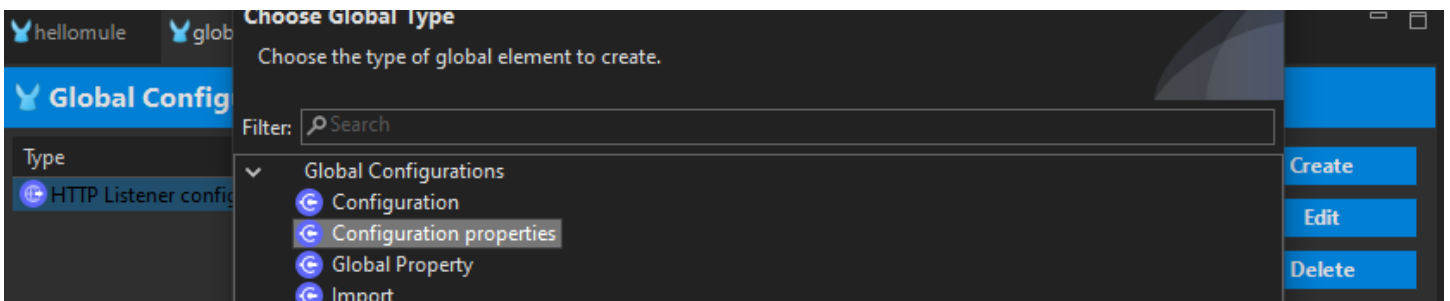 hellomule
glob
Choose Global Type
Choose the type of global element to create.
Global Config
Filter:
Search
Type
HTTP Listener config
Global Configurations
Configuration
Configuration properties
Global Property
Import
Create
Edit
Delete